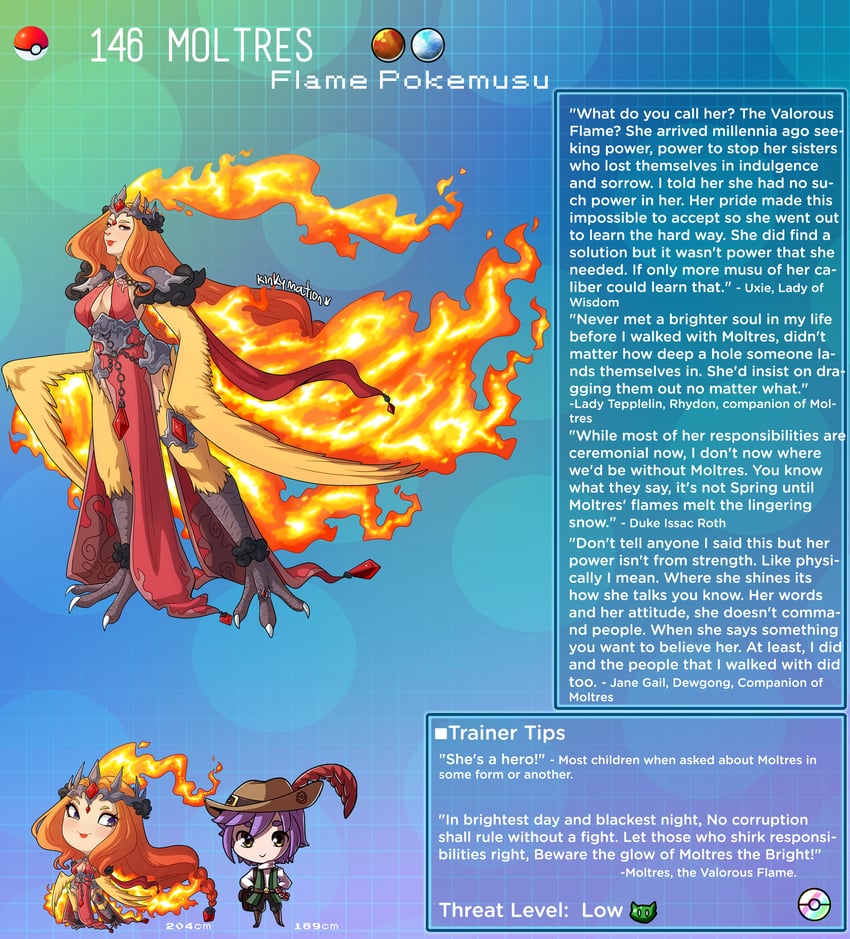 146 MOLTRES
Flame Pokemusu
"What do you call her? The Valorous
Flame? She arrived millennia ago see-
king power, power to stop her sisters
who lost themselves in indulgence
and sorrow. I told her she had no su-
ch power in her. Her pride made this
impossible to accept so she went out
to learn the hard way. She did find a
solution but it wasn't power that she
needed. If only more musu of her ca-
liber could learn that." - Uxie, Lady of
Wisdom
"Never met a brighter soul in my life
before I walked with Moltres, didn't
matter how deep a hole someone la-
nds themselves in. She'd insist on dra-
gging them out no matter what."
-Lady Tepplelin, Rhydon, companion of Mol-
tres
"While most of her responsibilities are
ceremonial now, I don't now where
we'd be without Moltres. You know
what they say, it's not Spring until
Moltres' flames melt the lingering
snow." - Duke Issac Roth
"Don't tell anyone I said this but her
power isn't from strength. Like physi-
cally I mean. Where she shines its
how she talks you know. Her words
and her attitude, she doesn't comma-
nd people. When she says something
you want to believe her. At least, I did
and the people that I walked with did
too. - Jane Gail, Dewgong, Companion of
Moltres
kinkymation
■Trainer Tips
"She's a hero!" - Most children when asked about Moltres in
some form or another.
"In brightest day and blackest night, No corruption
shall rule without a fight. Let those who shirk responsi-
bilities right, Beware the glow of Moltres the Bright!"
-Moltres, the Valorous Flame.
Threat Level: Low
204cm
189cm